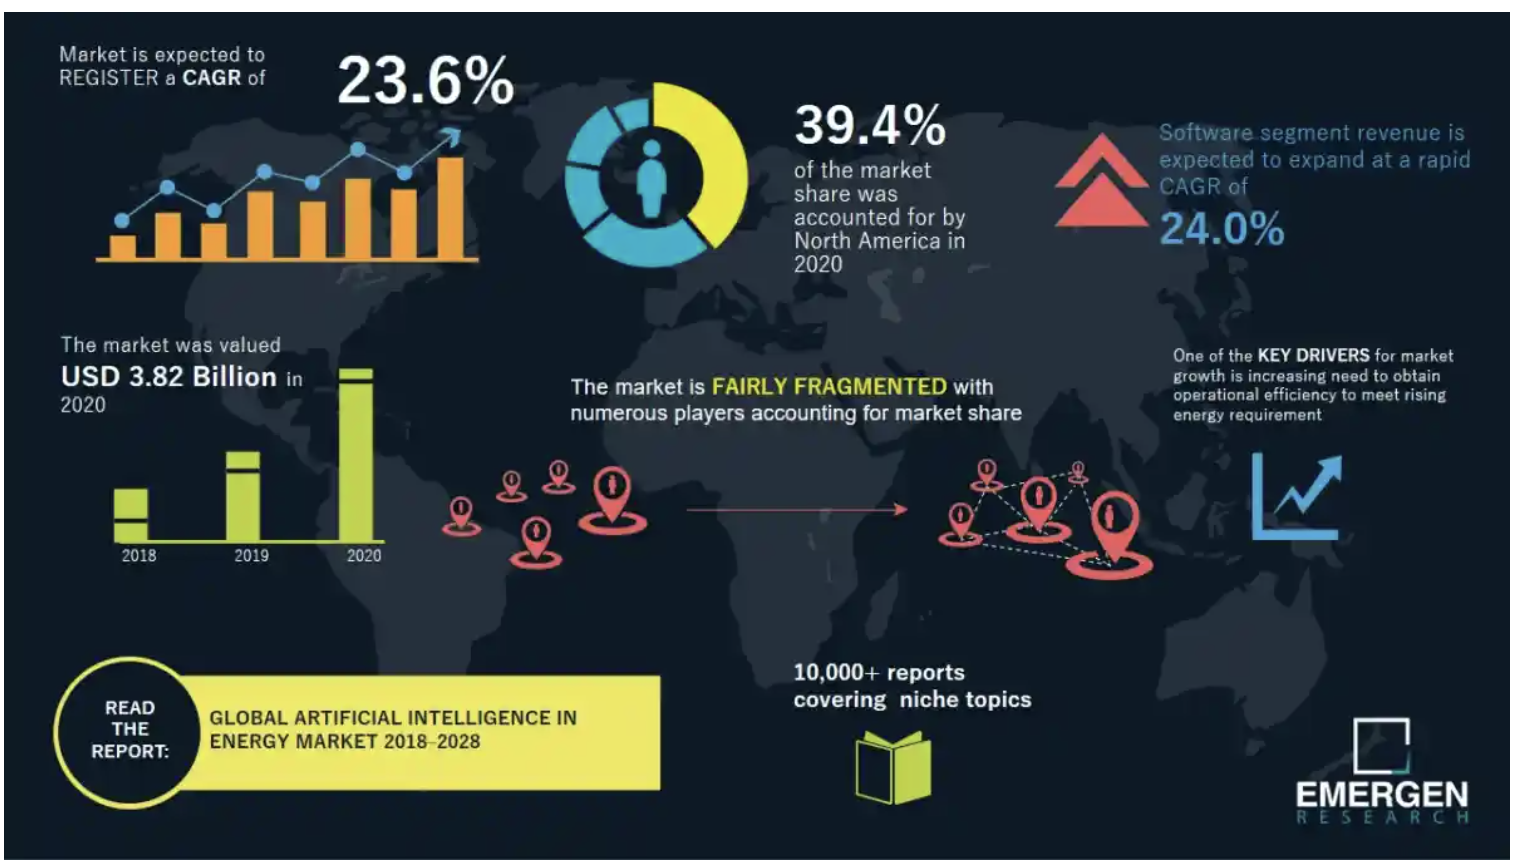 Market is expected to
REGISTER a CAGR of
23.6%
39.4%
of the market
share was
accounted for by
North America in
2020
Software segment revenue is
expected to expand at a rapid
CAGR of
24.0%
The market was valued
USD 3.82 Billion in
2020
2018
2019
2020
The market is FAIRLY FRAGMENTED with
numerous players accounting for market share
One of the KEY DRIVERS for market
growth is increasing need to obtain
operational efficiency to meet rising
energy requirement
READ
THE
REPORT:
GLOBAL ARTIFICIAL INTELLIGENCE IN
ENERGY MARKET 2018-2028
10,000+ reports
covering niche topics
EMERGEN
RESEARCH